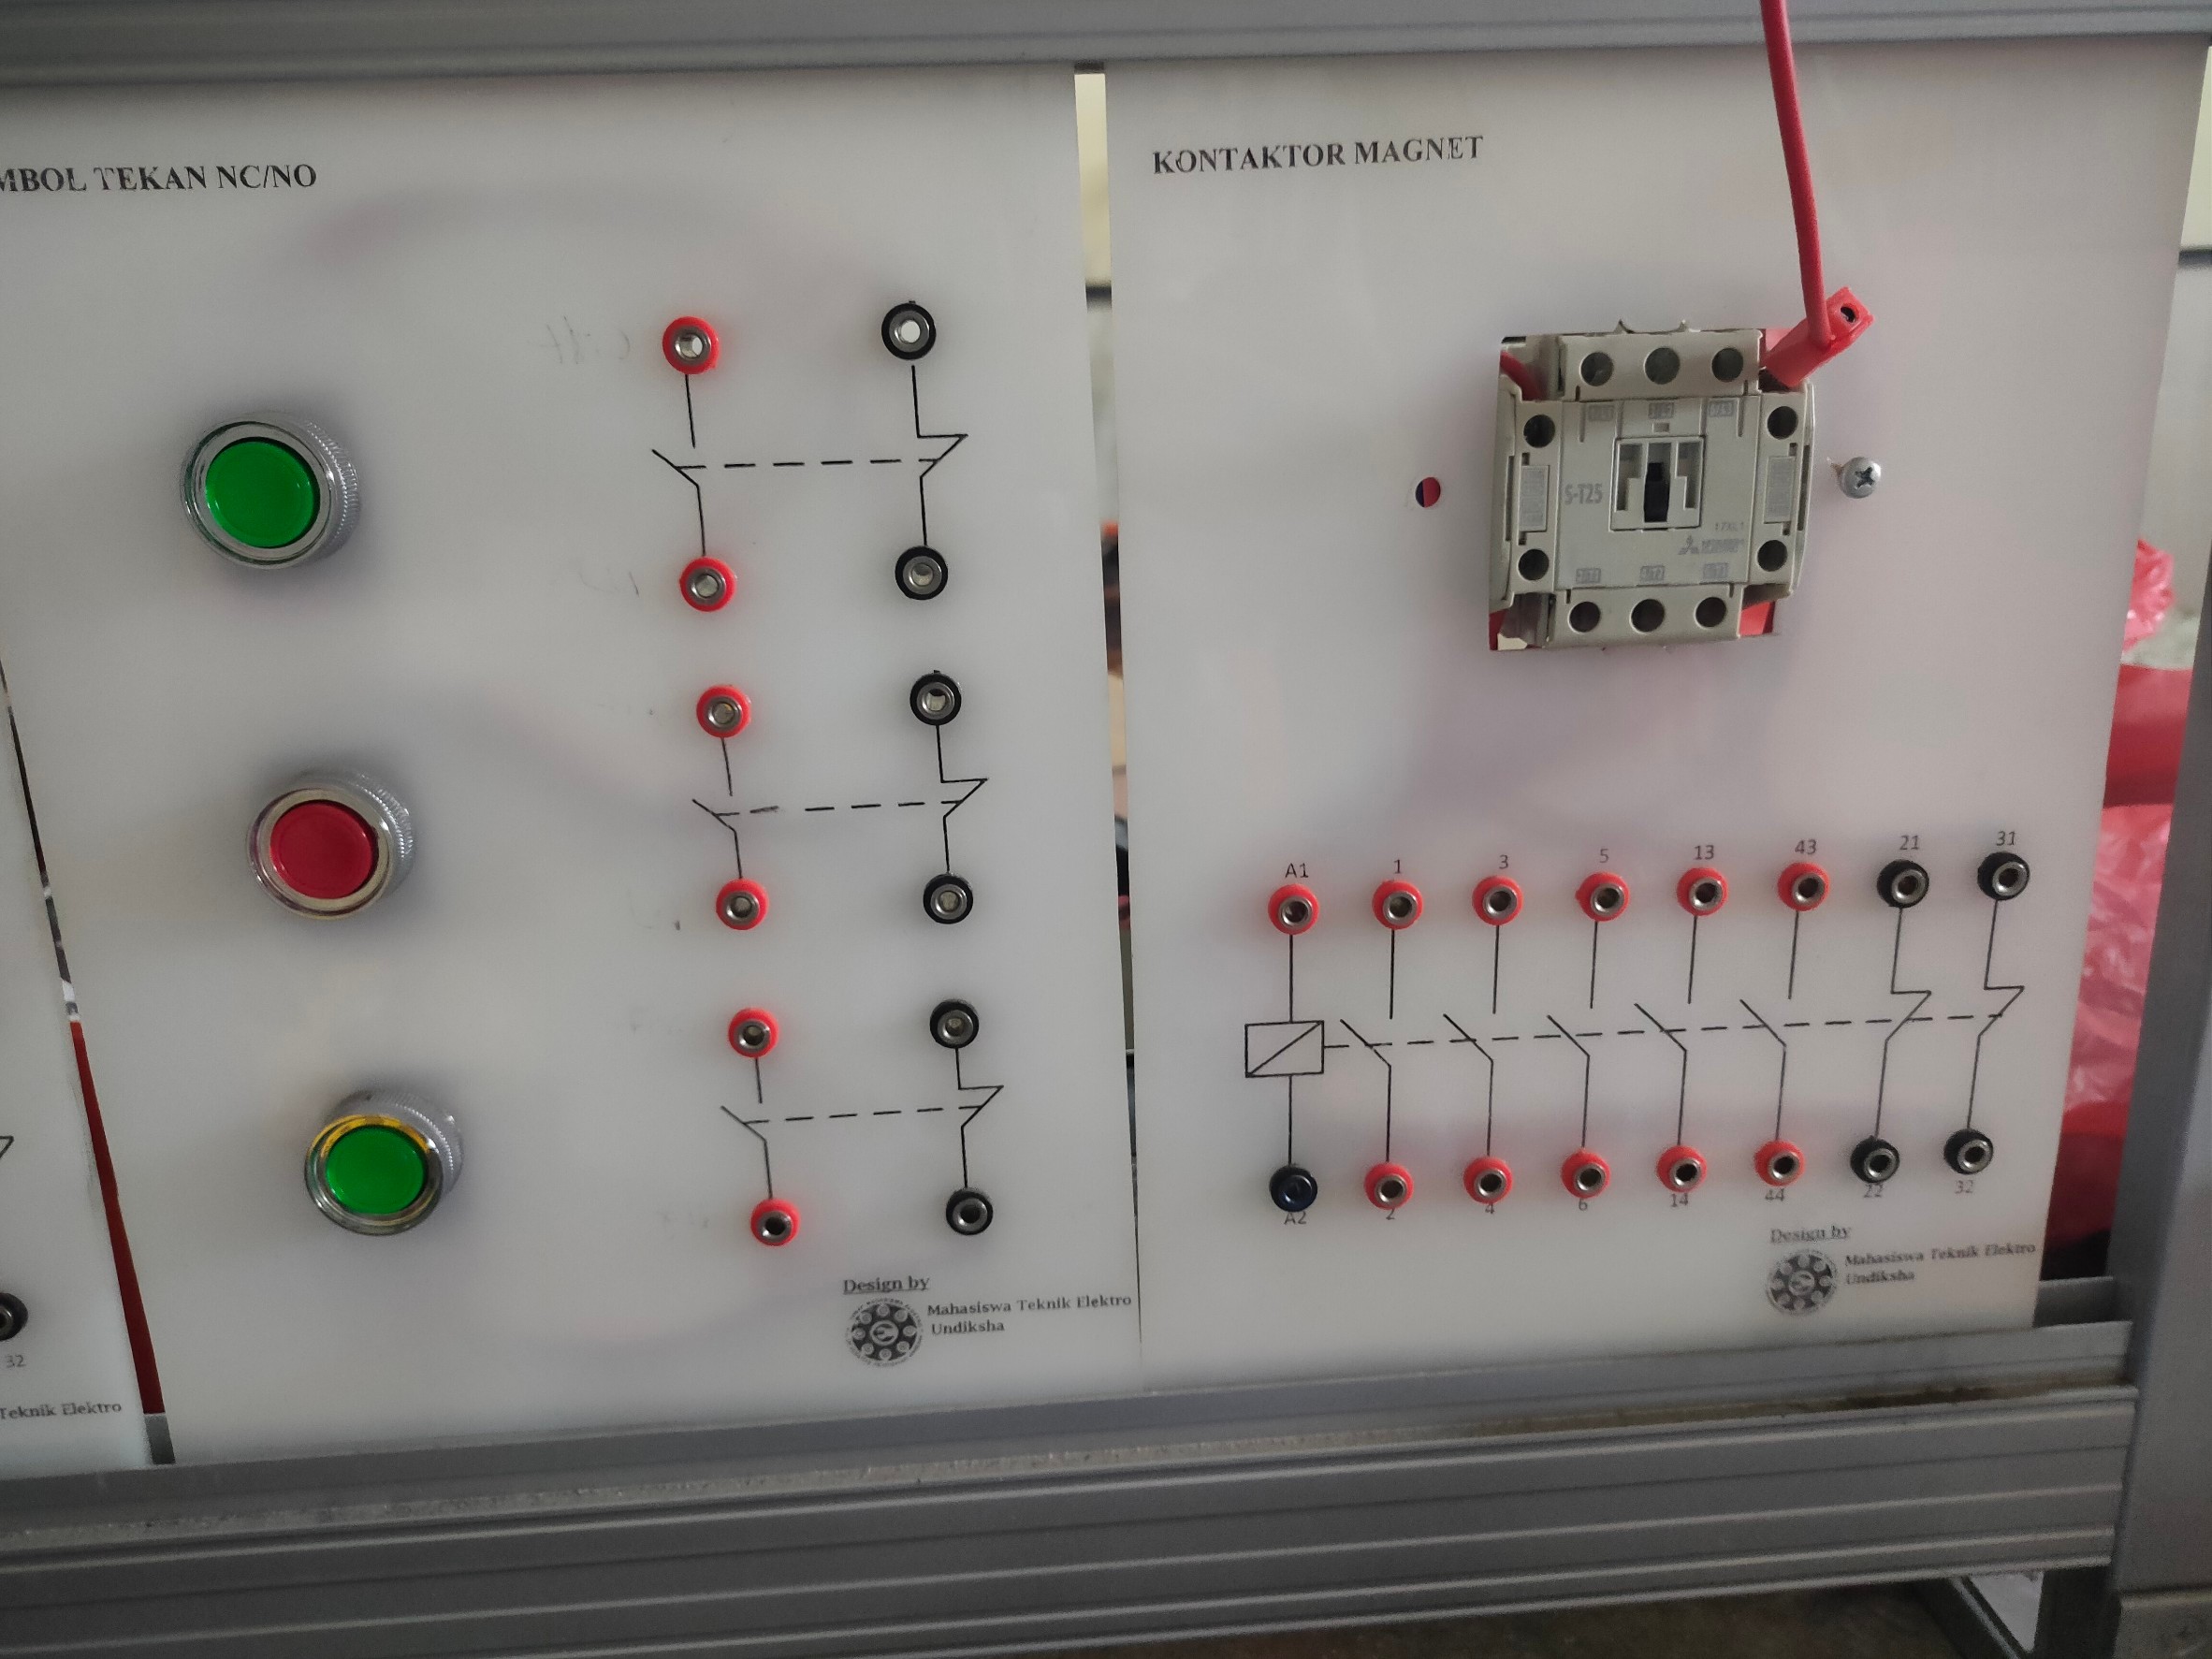 MBOL TEKAN NC/NO
KONTAKTOR MAGNET
S-T25
A1 1 3 5 13 43 21 31
A2 2 4 6 14 44 22 32
Design by
Mahasiswa Teknik Elektro
Undiksha
Design by
Mahasiswa Teknik Elektro
Undiksha
32
Teknik Elektro